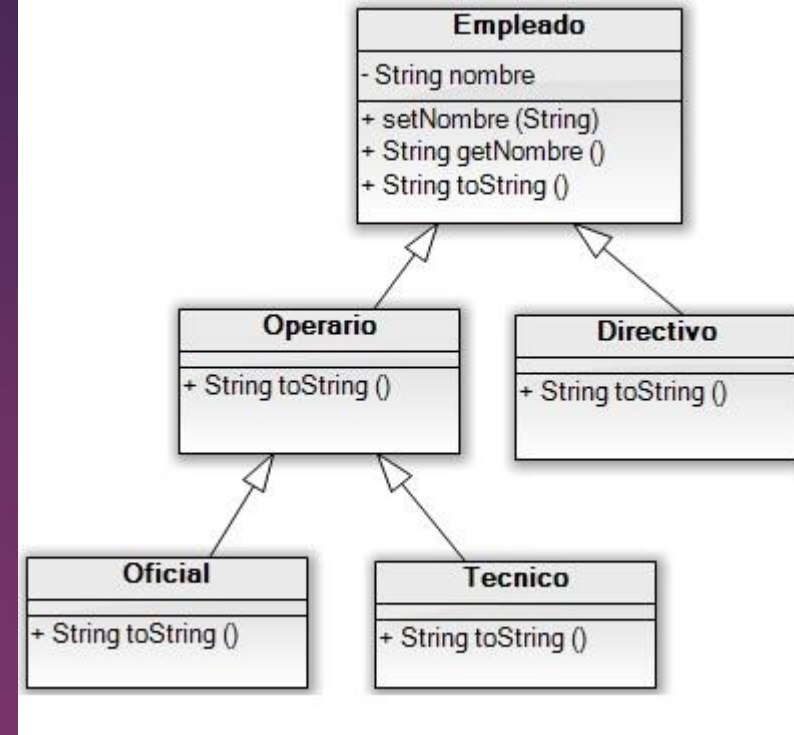 Empleado
- String nombre
+ setNombre (String)
+ String getNombre ()
+ String toString ()
Operario
+ String toString ()
Directivo
+ String toString ()
Oficial
+ String toString ()
Tecnico
+ String toString ()